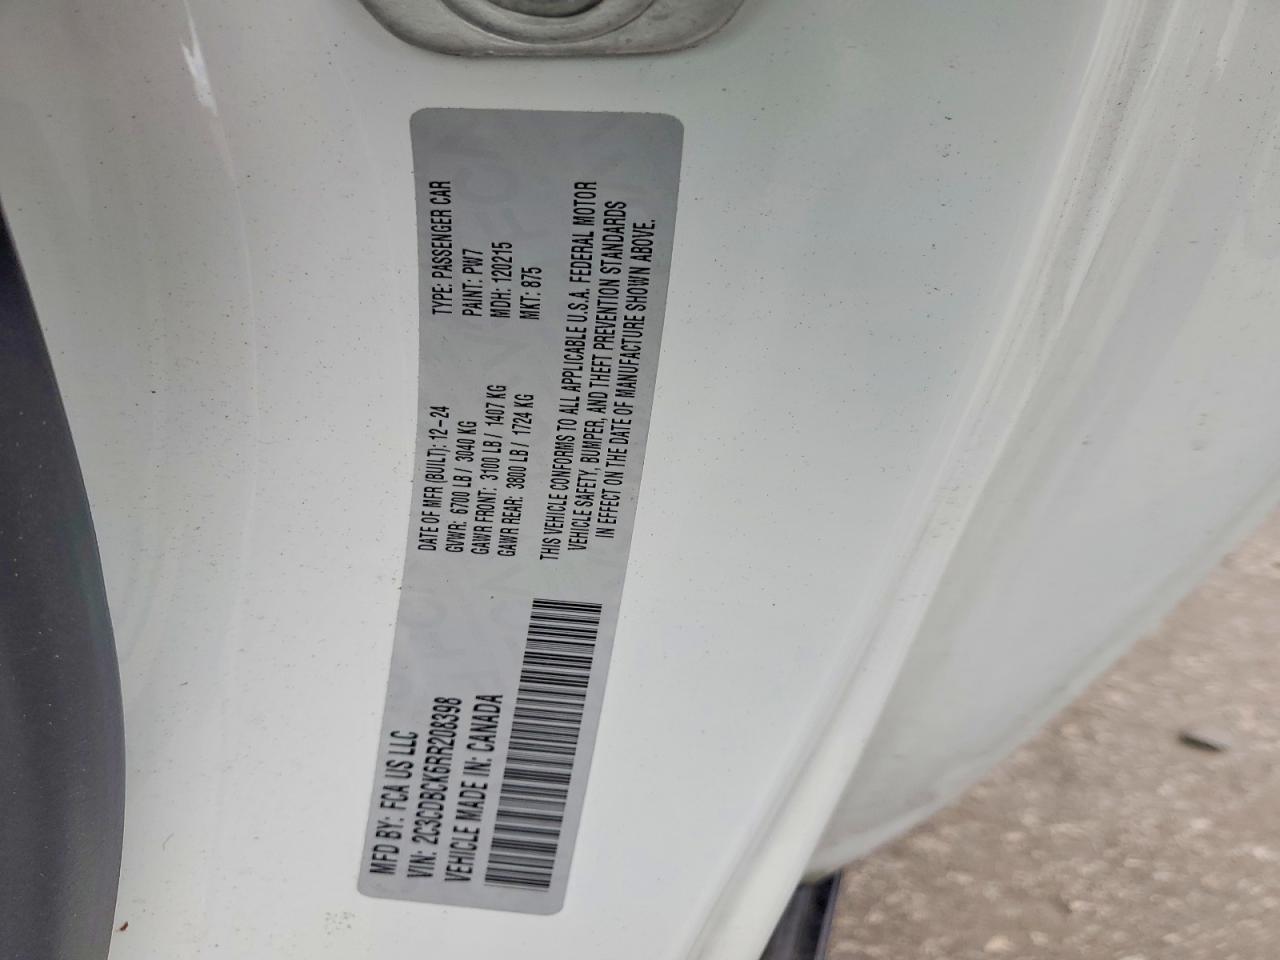 MFD BY: FCA US LLC
VIN: 2C3CDBCK6RR208398
VEHICLE MADE IN: CANADA
DATE OF MFR (BUILT): 12-24
GVWR: 6700 LB / 3040 KG
GAWR FRONT: 3100 LB / 1407 KG
GAWR REAR: 3800 LB / 1724 KG
TYPE: PASSENGER CAR
PAINT: PW7
MDH: 120215
MKT: 875
THIS VEHICLE CONFORMS TO ALL APPLICABLE U.S.A. FEDERAL MOTOR
VEHICLE SAFETY, BUMPER, AND THEFT PREVENTION STANDARDS
IN EFFECT ON THE DATE OF MANUFACTURE SHOWN ABOVE.